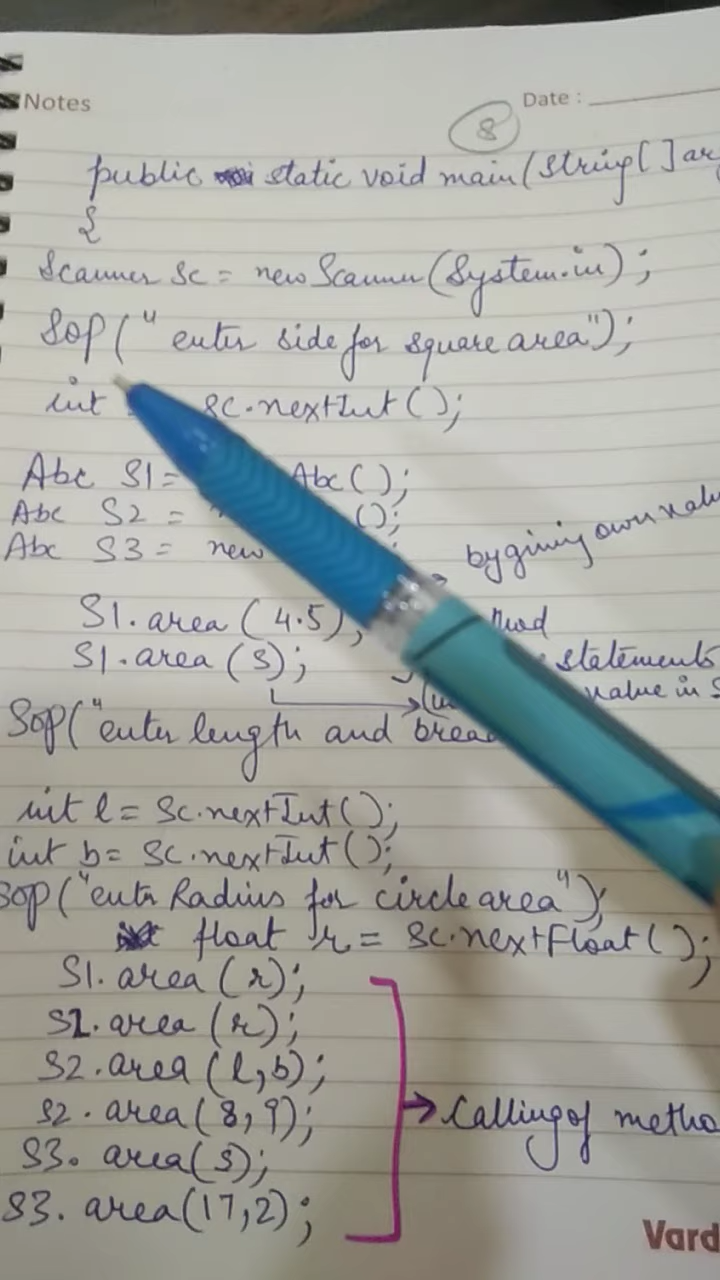 Notes
Date :
8
public static void main(String[] ar
{
Scanner Sc = new Scanner(System.in);
Sop(" enter side for square area");
int sc.nextInt();
Abc S1 = Abc();
Abc S2 = ();
Abc S3 = new ;
by giving own valu
S1.area (4.5),
S1.area (s);
statements
value in S
Sop("enter length and bread
int l = Sc.nextInt();
int b= Sc.nextInt();
Sop("enter Radius for circle area");
float r = Sc.nextFloat();
S1.area (r);
S2.area (r);
S2.area (l,b);
S2.area (8,9);
S3. area(s);
S3. area(17,2);
Calling of metho
Vard